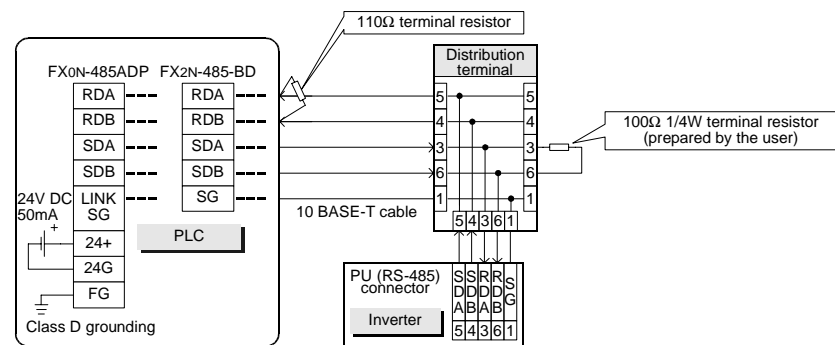 110Ω terminal resistor
FX0N-485ADP FX2N-485-BD
RDA RDA
RDB RDB
SDA SDA
SDB SDB
LINK SG SG
24V DC
50mA
+
24+
24G
FG
PLC
Class D grounding
10 BASE-T cable
Distribution
terminal
5 5
4 4
3 3
6 6
1 1
5 4 3 6 1
100Ω 1/4W terminal resistor
(prepared by the user)
PU (RS-485)
connector
Inverter
SDA SDB RDA RDB SG
5 4 3 6 1